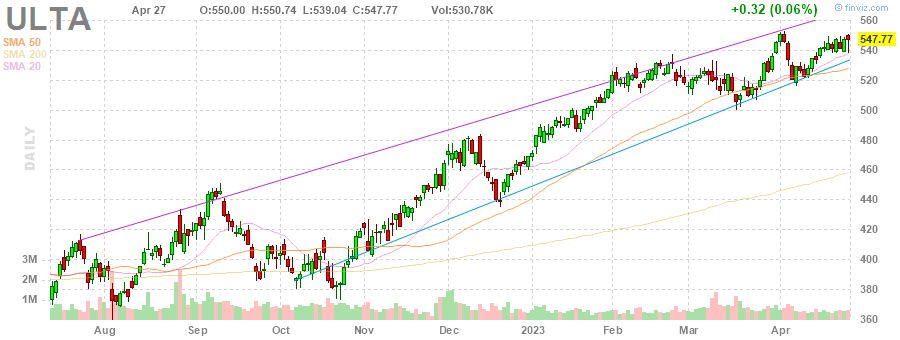 ULTA
Apr 27 O:550.00 H:550.74 L:539.04 C:547.77 Vol:530.78K +0.32 (0.06%)
© finviz.com
SMA 50
SMA 200
SMA 20
DAILY
560
547.77
540
520
500
480
460
440
420
400
380
360
3M
2M
1M
Aug Sep Oct Nov Dec 2023 Feb Mar Apr